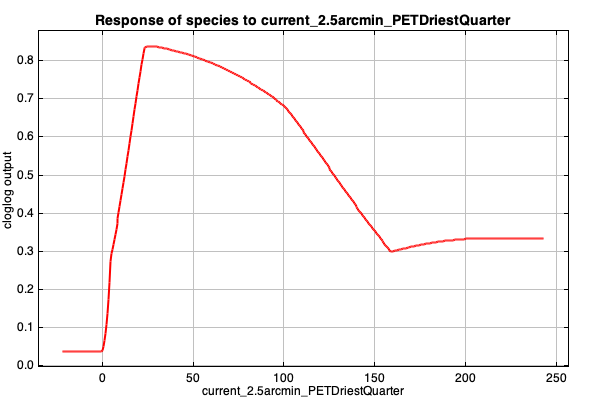 Response of species to current_2.5arcmin_PETDriestQuarter
cloglog output
0.8
0.7
0.6
0.5
0.4
0.3
0.2
0.1
0.0
0 50 100 150 200 250
current_2.5arcmin_PETDriestQuarter